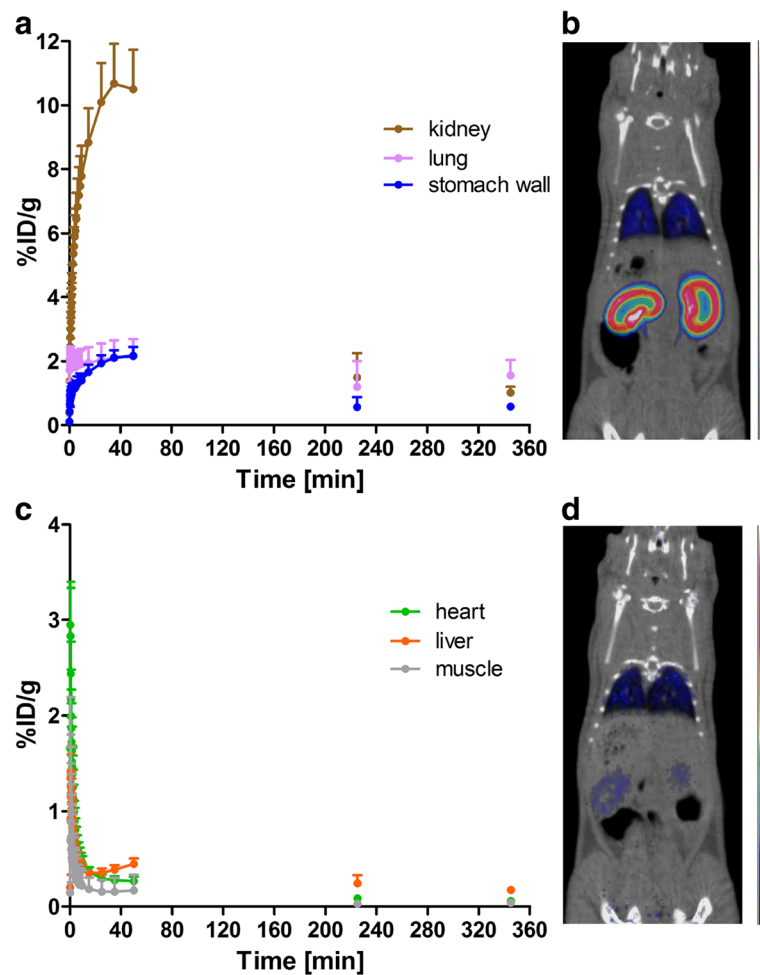 a
b
%ID/g
12
10
8
6
4
2
0
kidney
lung
stomach wall
0 40 80 120 160 200 240 280 320 360
Time [min]
c
d
%ID/g
4
3
2
1
0
heart
liver
muscle
0 40 80 120 160 200 240 280 320 360
Time [min]